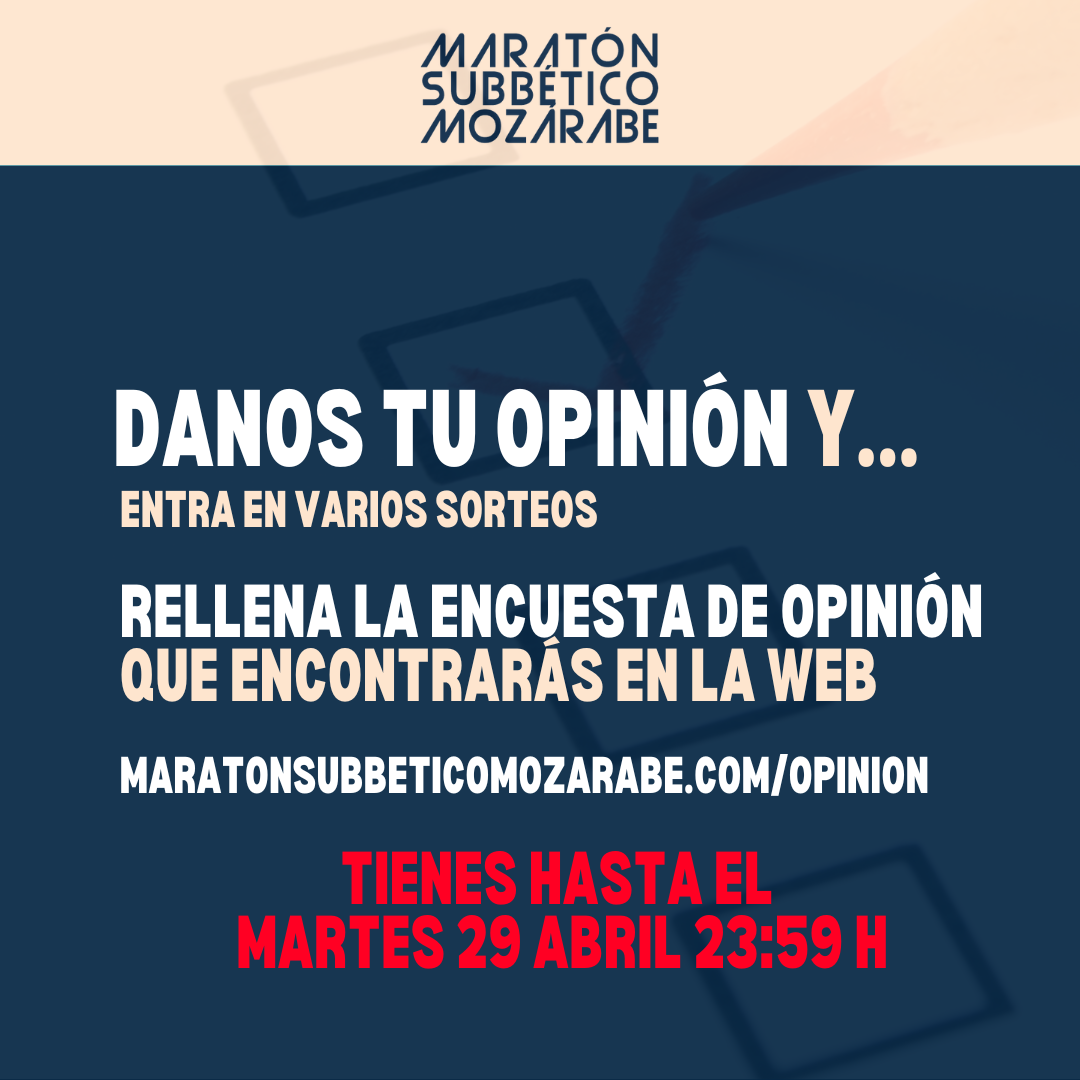 MARATÓN
SUBBÉTICO
MOZÁRABE
DANOS TU OPINIÓN Y...
ENTRA EN VARIOS SORTEOS
RELLENA LA ENCUESTA DE OPINIÓN
QUE ENCONTRARÁS EN LA WEB
MARATONSUBBETICOMOZARABE.COM/OPINION
TIENES HASTA EL
MARTES 29 ABRIL 23:59 H